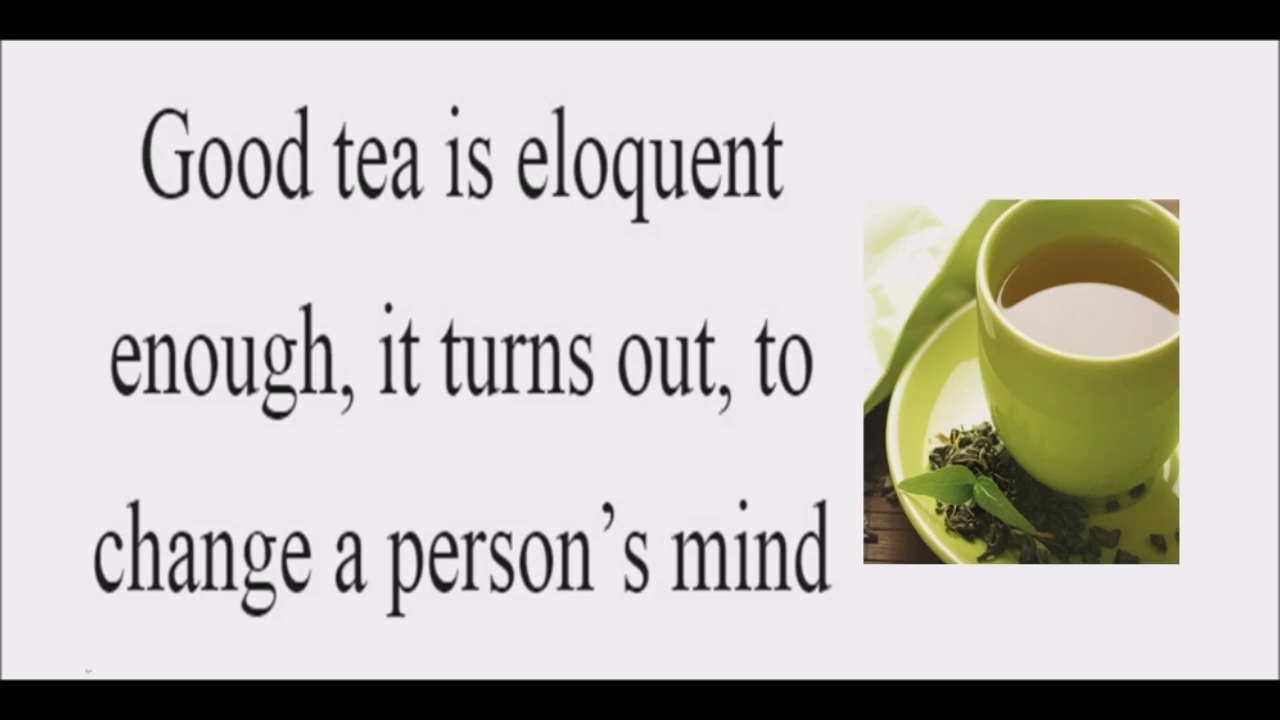 Good tea is eloquent
enough, it turns out, to
change a person’s mind